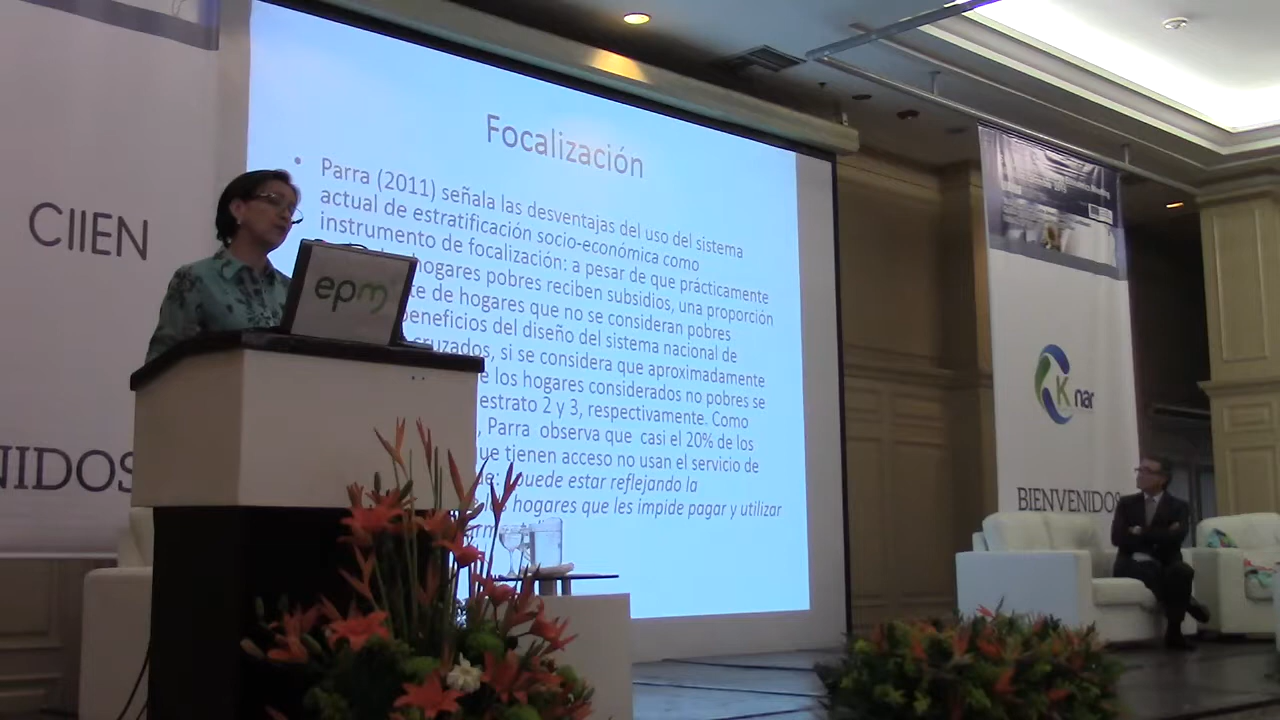 Focalización
• Parra (2011) señala las desventajas del uso del sistema
actual de estratificación socio-económica como
instrumento de focalización: a pesar de que prácticamente
hogares pobres reciben subsidios, una proporción
te de hogares que no se consideran pobres
beneficios del diseño del sistema nacional de
cruzados, si se considera que aproximadamente
e los hogares considerados no pobres se
estrato 2 y 3, respectivamente. Como
, Parra observa que casi el 20% de los
ue tienen acceso no usan el servicio de
ue: puede estar reflejando la
los hogares que les impide pagar y utilizar
CIIEN
epm
NIDOS
K nar
BIENVENIDOS